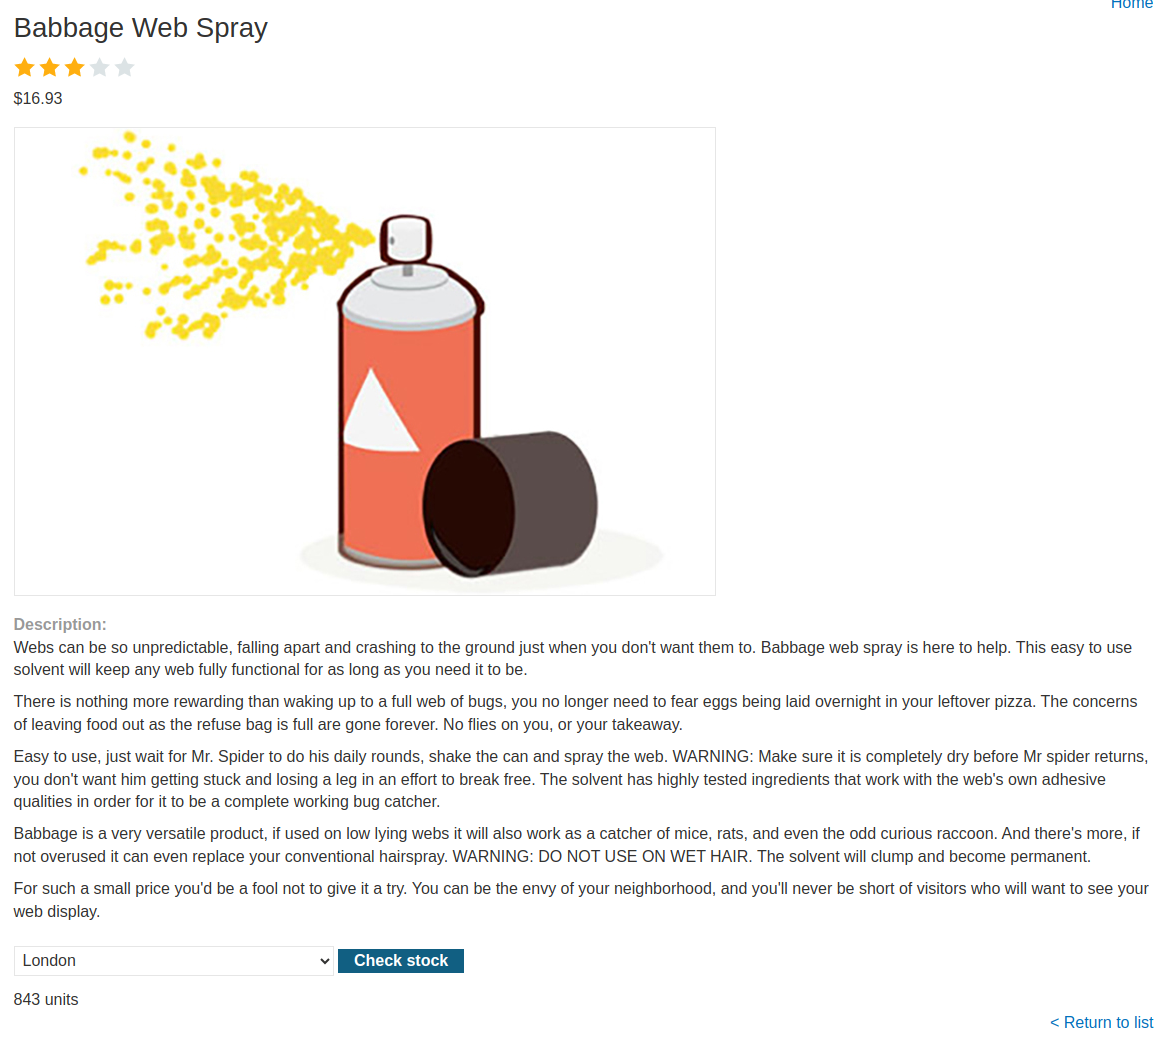 Home
Babbage Web Spray
$16.93
Description:
Webs can be so unpredictable, falling apart and crashing to the ground just when you don't want them to. Babbage web spray is here to help. This easy to use
solvent will keep any web fully functional for as long as you need it to be.
There is nothing more rewarding than waking up to a full web of bugs, you no longer need to fear eggs being laid overnight in your leftover pizza. The concerns
of leaving food out as the refuse bag is full are gone forever. No flies on you, or your takeaway.
Easy to use, just wait for Mr. Spider to do his daily rounds, shake the can and spray the web. WARNING: Make sure it is completely dry before Mr spider returns,
you don't want him getting stuck and losing a leg in an effort to break free. The solvent has highly tested ingredients that work with the web's own adhesive
qualities in order for it to be a complete working bug catcher.
Babbage is a very versatile product, if used on low lying webs it will also work as a catcher of mice, rats, and even the odd curious raccoon. And there's more, if
not overused it can even replace your conventional hairspray. WARNING: DO NOT USE ON WET HAIR. The solvent will clump and become permanent.
For such a small price you'd be a fool not to give it a try. You can be the envy of your neighborhood, and you'll never be short of visitors who will want to see your
web display.
London
Check stock
843 units
< Return to list